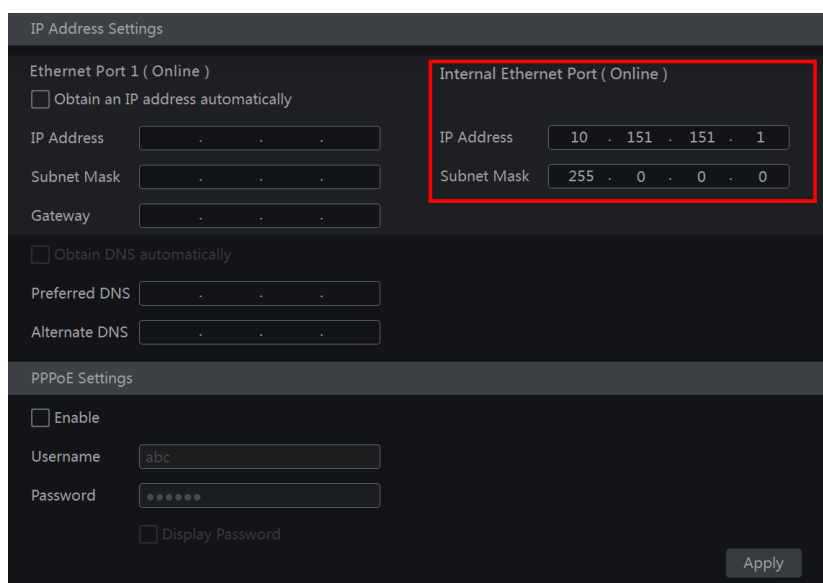 IP Address Settings
Ethernet Port 1 ( Online )
Obtain an IP address automatically
IP Address . . .
Subnet Mask . . .
Gateway . . .
Internal Ethernet Port ( Online )
IP Address 10 . 151 . 151 . 1
Subnet Mask 255 . 0 . 0 . 0
Obtain DNS automatically
Preferred DNS . . .
Alternate DNS . . .
PPPoE Settings
Enable
Username abc
Password ●●●●●●
Display Password
Apply